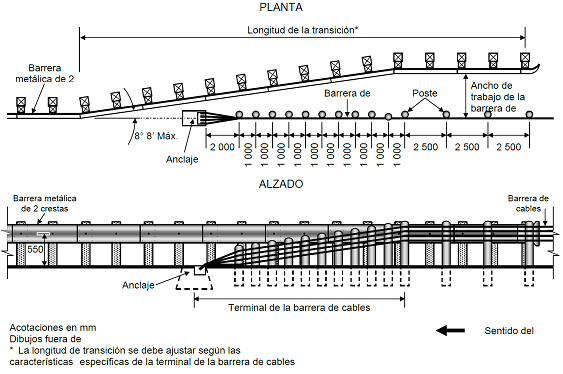 PLANTA
Longitud de la transición*
Barrera
metálica de 2
Barrera de
Poste
Ancho de
trabajo de la
barrera de
8° 8' Máx.
Anclaje
2 000
1 000
1 000
1 000
1 000
1 000
1 000
1 000
1 000
1 000
1 000
2 500
2 500
2 500
ALZADO
Barrera metálica
de 2 crestas
Barrera de
cables
550
Anclaje
Terminal de la barrera de cables
Acotaciones en mm
Dibujos fuera de
Sentido del
* La longitud de transición se debe ajustar según las
características específicas de la terminal de la barrera de cables